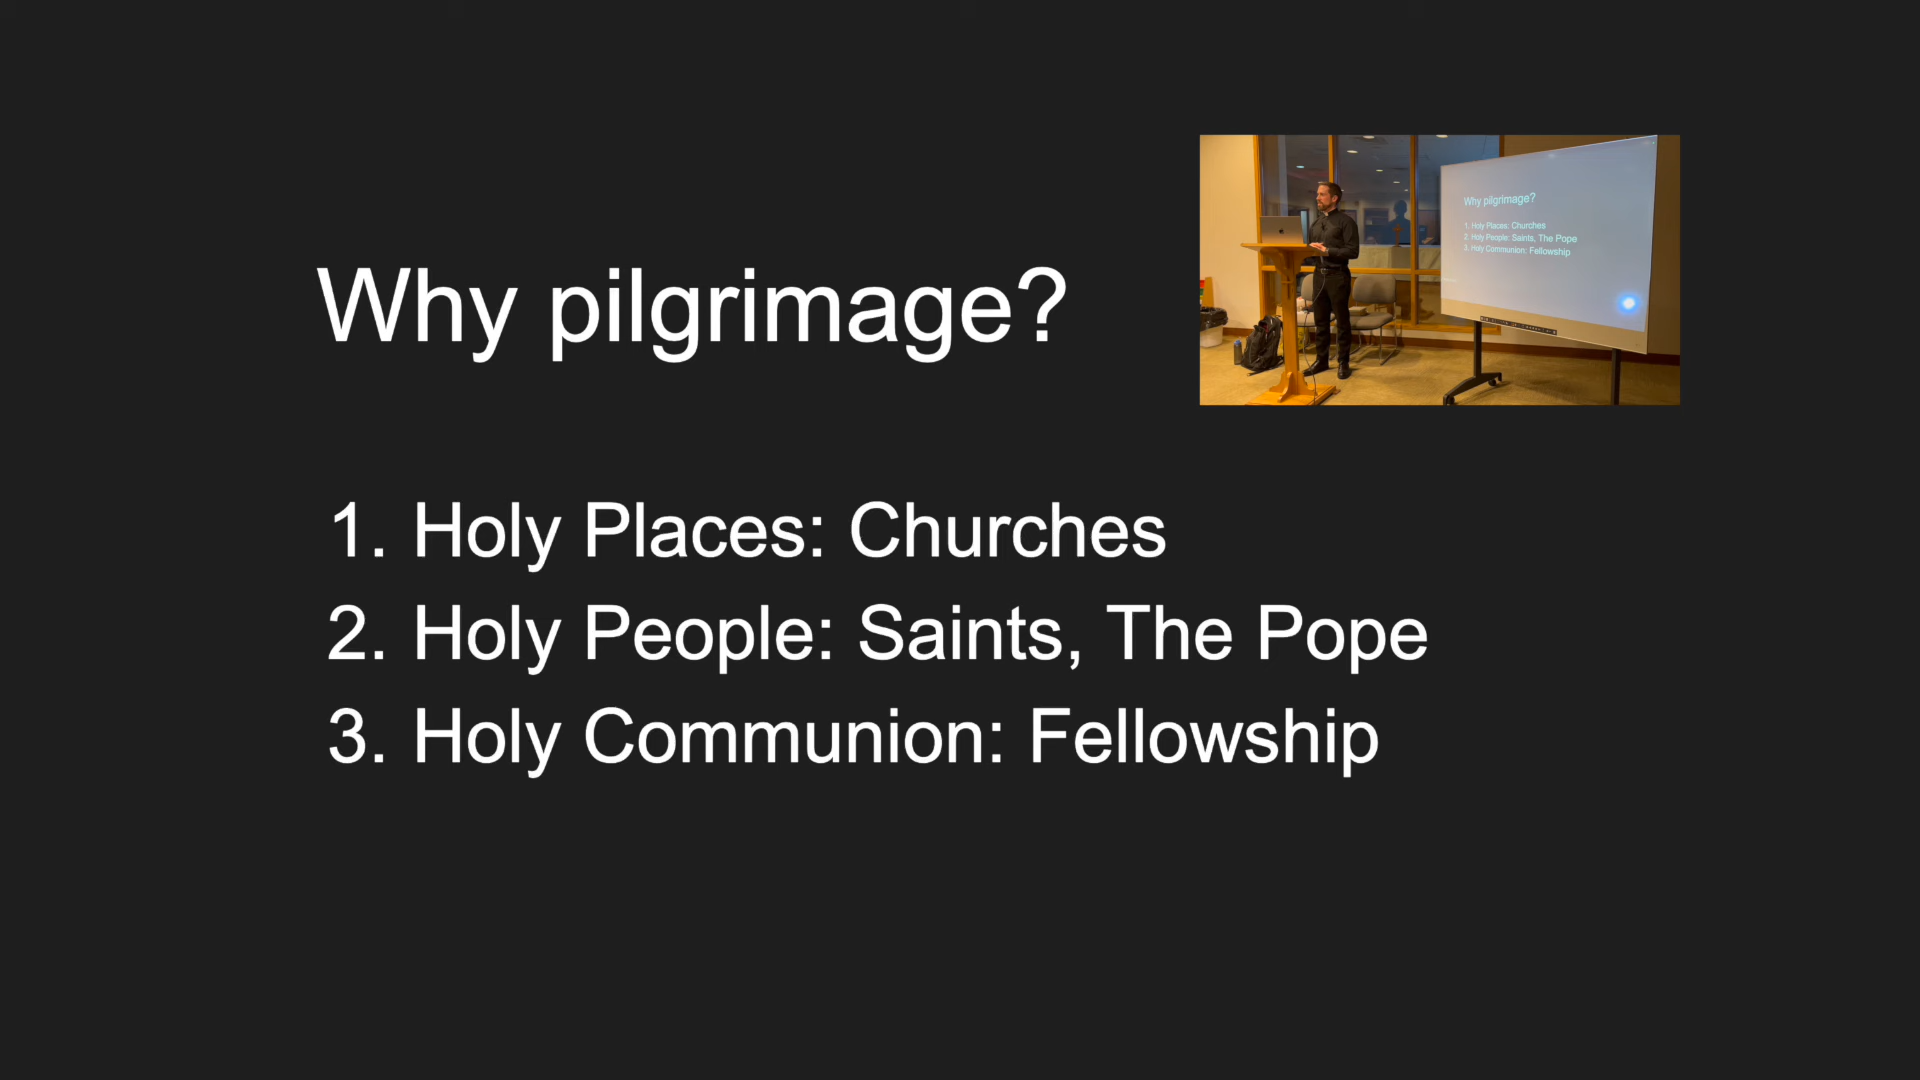 Why pilgrimage?
1. Holy Places: Churches
2. Holy People: Saints, The Pope
3. Holy Communion: Fellowship
Why pilgrimage?
1. Holy Places: Churches
2. Holy People: Saints, The Pope
3. Holy Communion: Fellowship